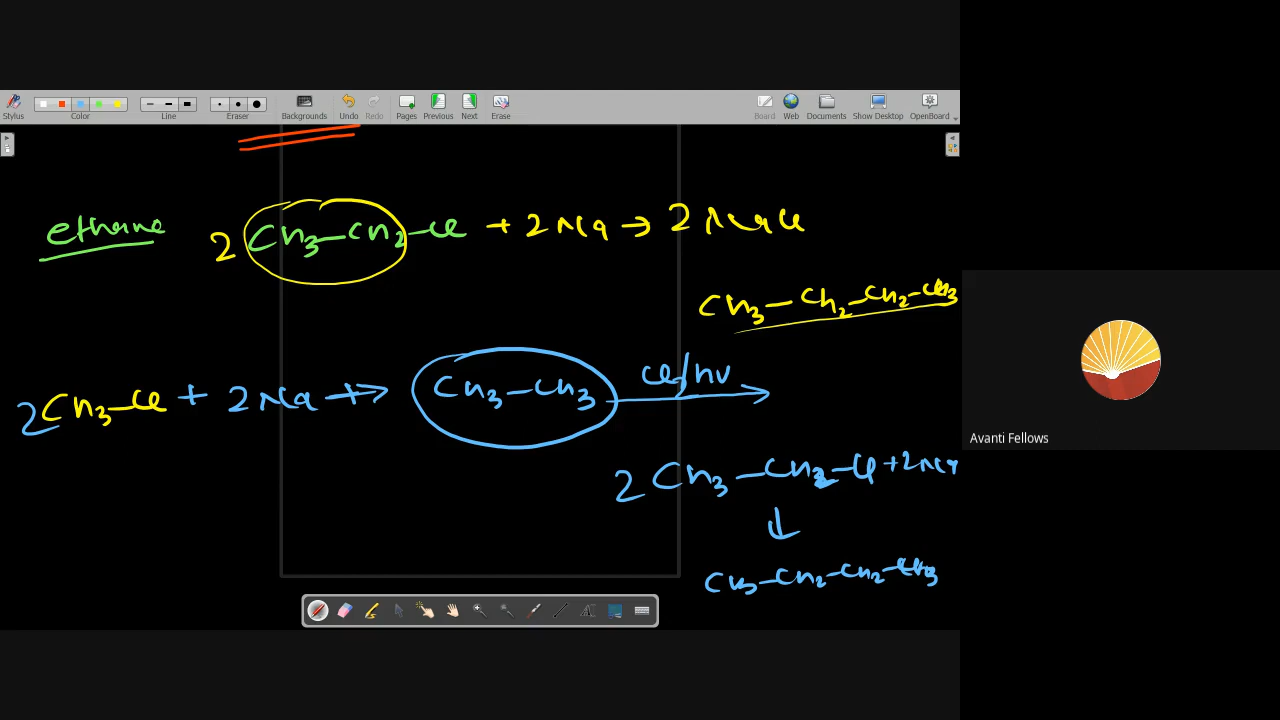 Stylus Color Line Eraser Backgrounds Undo Redo Pages Previous Next Erase Board Web Documents Show Desktop OpenBoard
ethane 2 CH3-CH2-Cl + 2Na → 2NaCl
CH3-CH2-CH2-CH3
2CH3-Cl + 2Na → CH3-CH3 Cl2/hν
Avanti Fellows
2 CH3-CH2-Cl + 2Na
↓
CH3-CH2-CH2-CH3